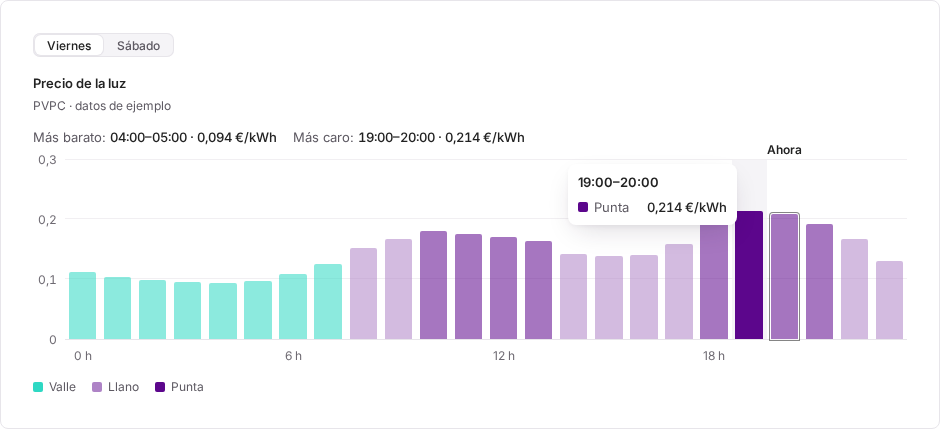 Viernes Sábado
Precio de la luz
PVPC · datos de ejemplo
Más barato: 04:00–05:00 · 0,094 €/kWh Más caro: 19:00–20:00 · 0,214 €/kWh
Ahora
0,3
19:00–20:00
Punta 0,214 €/kWh
0,2
0,1
0
0 h 6 h 12 h 18 h
Valle Llano Punta